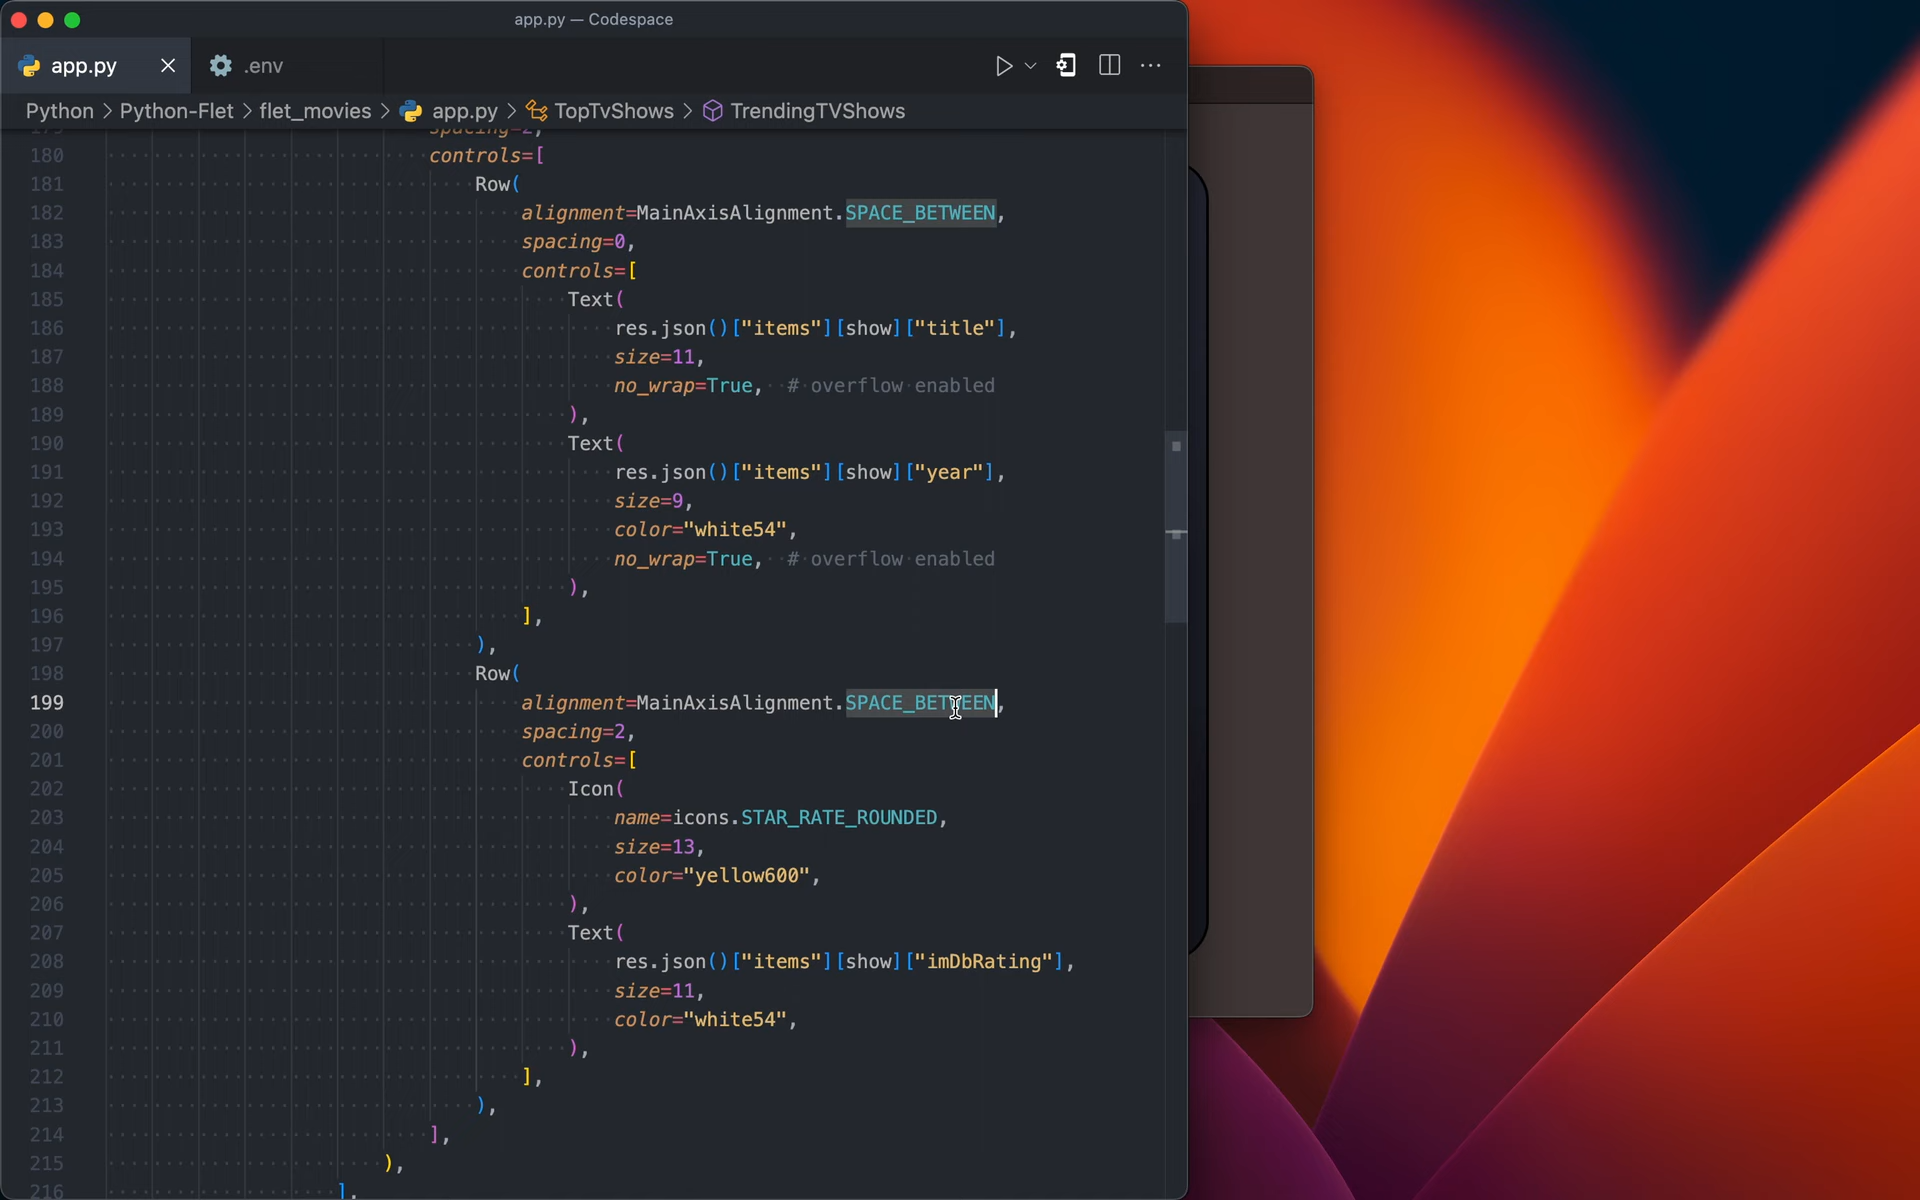 app.py — Codespace
app.py
.env
Python > Python-Flet > flet_movies > app.py > TopTvShows > TrendingTVShows
179 spacing=2,
180 controls=[
181 Row(
182 alignment=MainAxisAlignment.SPACE_BETWEEN,
183 spacing=0,
184 controls=[
185 Text(
186 res.json()["items"][show]["title"],
187 size=11,
188 no_wrap=True, # overflow enabled
189 ),
190 Text(
191 res.json()["items"][show]["year"],
192 size=9,
193 color="white54",
194 no_wrap=True, # overflow enabled
195 ),
196 ],
197 ),
198 Row(
199 alignment=MainAxisAlignment.SPACE_BETWEEN,
200 spacing=2,
201 controls=[
202 Icon(
203 name=icons.STAR_RATE_ROUNDED,
204 size=13,
205 color="yellow600",
206 ),
207 Text(
208 res.json()["items"][show]["imDbRating"],
209 size=11,
210 color="white54",
211 ),
212 ],
213 ),
214 ],
215 ),
216 ],